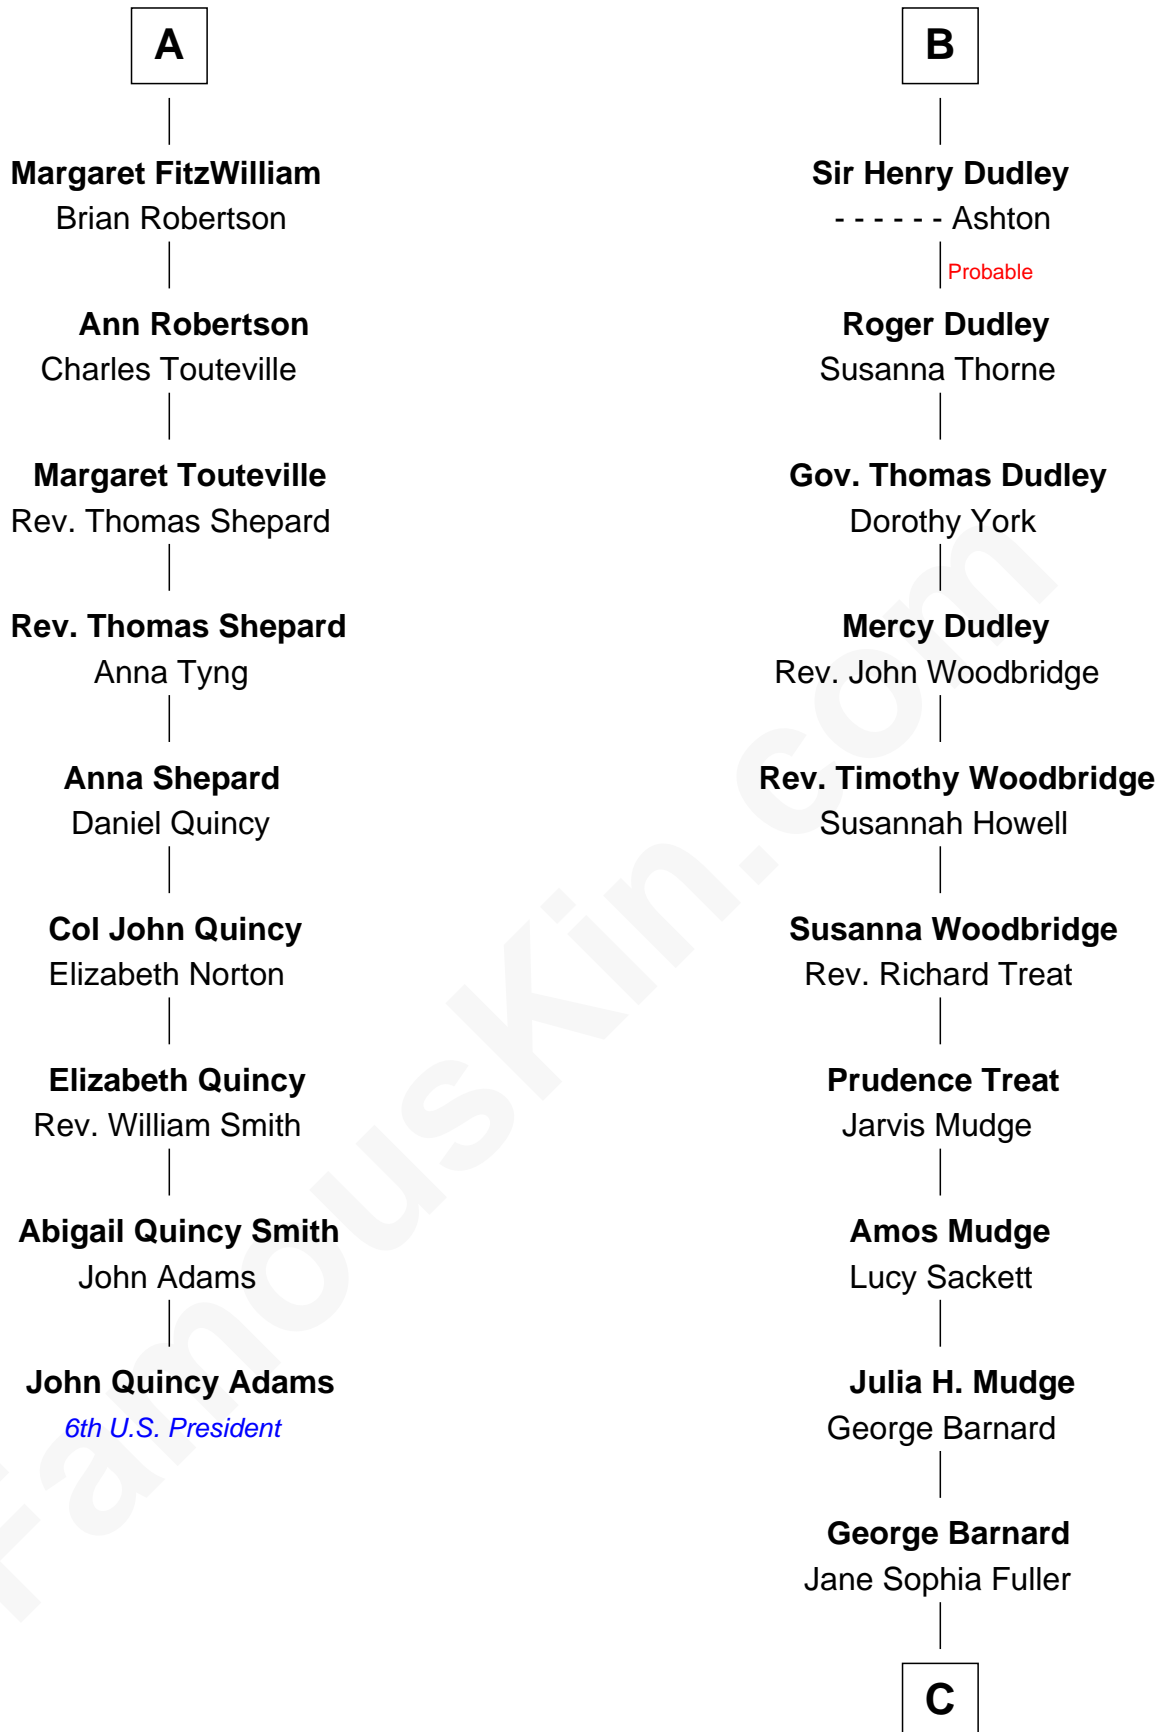 A
Margaret FitzWilliam
Brian Robertson
Ann Robertson
Charles Touteville
Margaret Touteville
Rev. Thomas Shepard
Rev. Thomas Shepard
Anna Tyng
Anna Shepard
Daniel Quincy
Col John Quincy
Elizabeth Norton
Elizabeth Quincy
Rev. William Smith
Abigail Quincy Smith
John Adams
John Quincy Adams
6th U.S. President
B
Sir Henry Dudley
- - - - - - Ashton
Probable
Roger Dudley
Susanna Thorne
Gov. Thomas Dudley
Dorothy York
Mercy Dudley
Rev. John Woodbridge
Rev. Timothy Woodbridge
Susannah Howell
Susanna Woodbridge
Rev. Richard Treat
Prudence Treat
Jarvis Mudge
Amos Mudge
Lucy Sackett
Julia H. Mudge
George Barnard
George Barnard
Jane Sophia Fuller
C
FamousKin.com